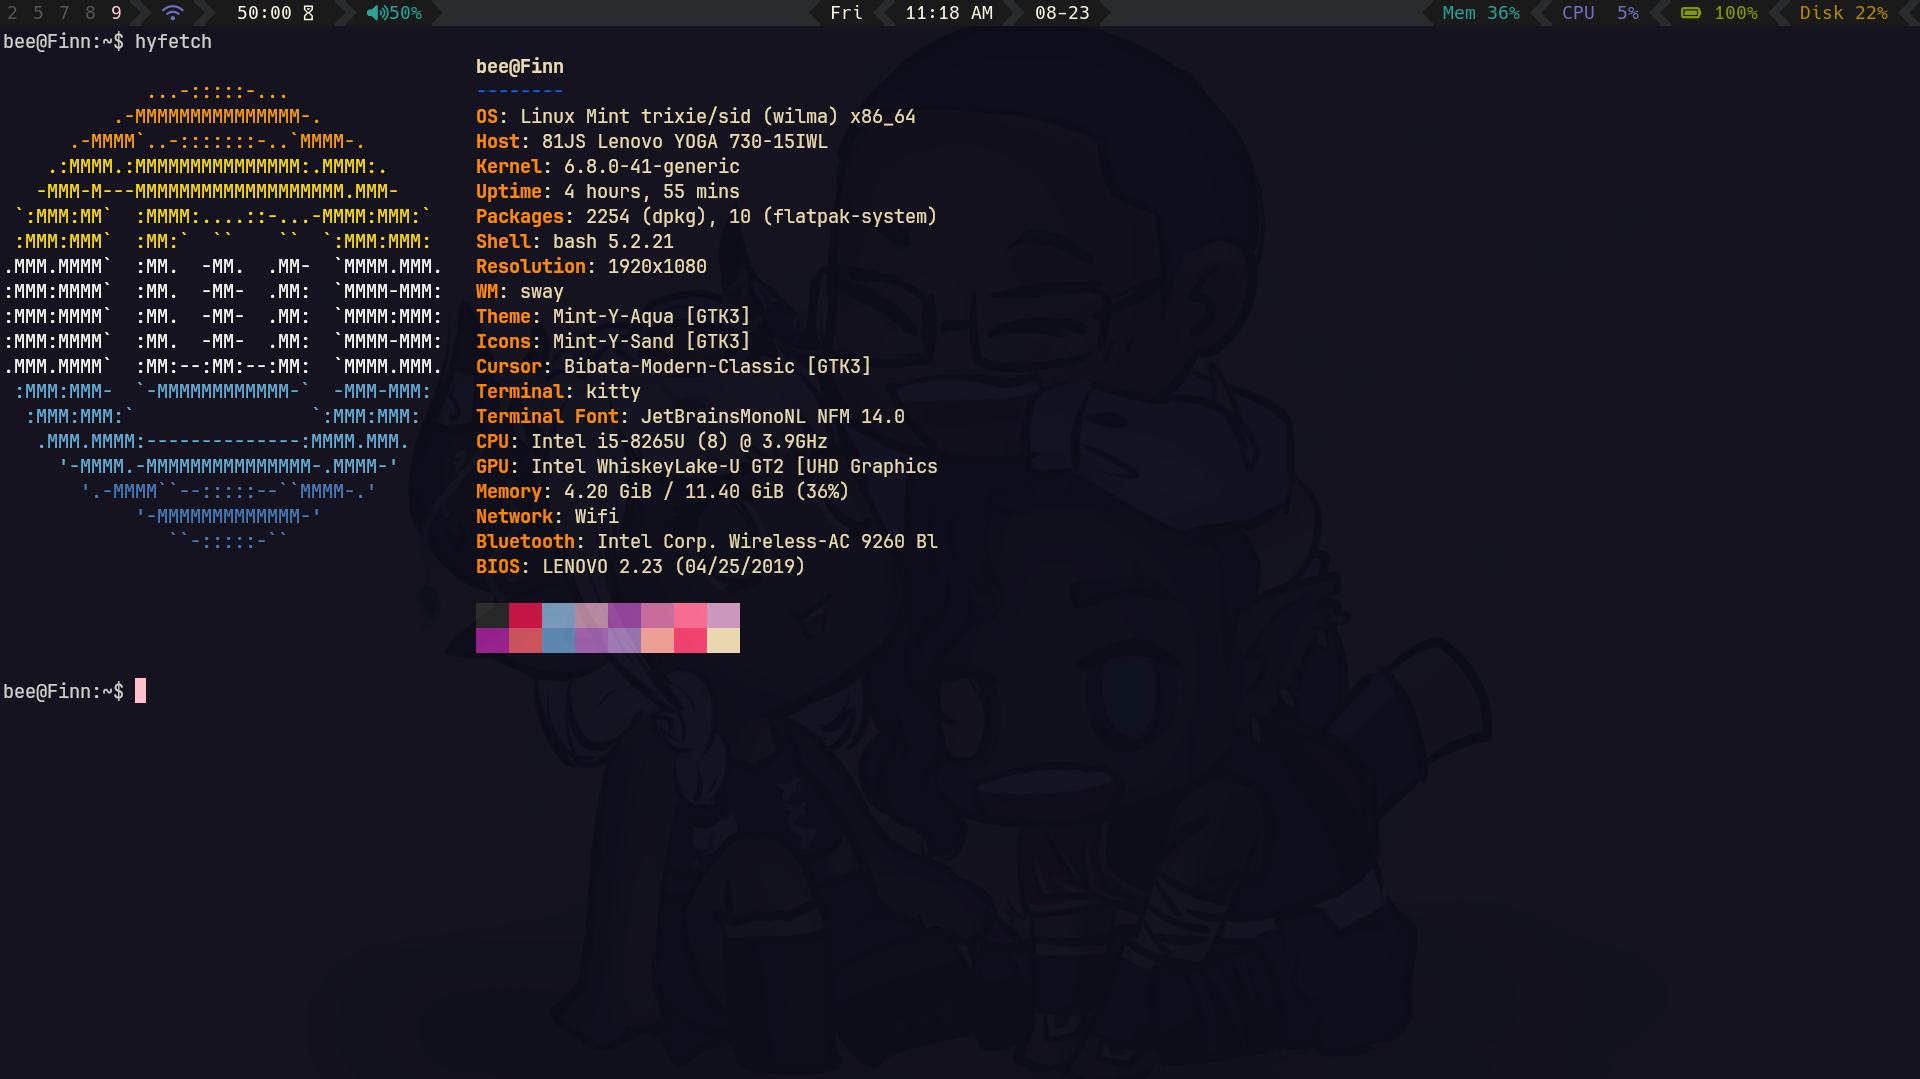 2 5 7 8 9 50:00 50% Fri 11:18 AM 08-23 Mem 36% CPU 5% 100% Disk 22%
bee@Finn:~$ hyfetch
bee@Finn
--------
...-:::::-...
.-MMMMMMMMMMMMMMM-. OS: Linux Mint trixie/sid (wilma) x86_64
.-MMMM`..-:::::::-..`MMMM-. Host: 81JS Lenovo YOGA 730-15IWL
.:MMMM.:MMMMMMMMMMMMMMM:.MMMM:. Kernel: 6.8.0-41-generic
-MMM-M---MMMMMMMMMMMMMMMMMMM.MMM- Uptime: 4 hours, 55 mins
`:MMM:MM`  :MMMM:....::-...-MMMM:MMM:` Packages: 2254 (dpkg), 10 (flatpak-system)
:MMM:MMM`  :MM:`  ``    ``  `:MMM:MMM: Shell: bash 5.2.21
.MMM.MMMM`  :MM.  -MM.  .MM-  `MMMM.MMM. Resolution: 1920x1080
:MMM:MMMM`  :MM.  -MM-  .MM:  `MMMM-MMM: WM: sway
:MMM:MMMM`  :MM.  -MM-  .MM:  `MMMM:MMM: Theme: Mint-Y-Aqua [GTK3]
:MMM:MMMM`  :MM.  -MM-  .MM:  `MMMM-MMM: Icons: Mint-Y-Sand [GTK3]
.MMM.MMMM`  :MM:--:MM:--:MM:  `MMMM.MMM. Cursor: Bibata-Modern-Classic [GTK3]
:MMM:MMM-  `-MMMMMMMMMMMM-`  -MMM-MMM: Terminal: kitty
:MMM:MMM:`                `:MMM:MMM: Terminal Font: JetBrainsMonoNL NFM 14.0
.MMM.MMMM:--------------:MMMM.MMM. CPU: Intel i5-8265U (8) @ 3.9GHz
'-MMMM.-MMMMMMMMMMMMMMM-.MMMM-' GPU: Intel WhiskeyLake-U GT2 [UHD Graphics
'.-MMMM``--:::::--``MMMM-.' Memory: 4.20 GiB / 11.40 GiB (36%)
'-MMMMMMMMMMMMM-' Network: Wifi
``-:::::-`` Bluetooth: Intel Corp. Wireless-AC 9260 Bl
BIOS: LENOVO 2.23 (04/25/2019)
bee@Finn:~$